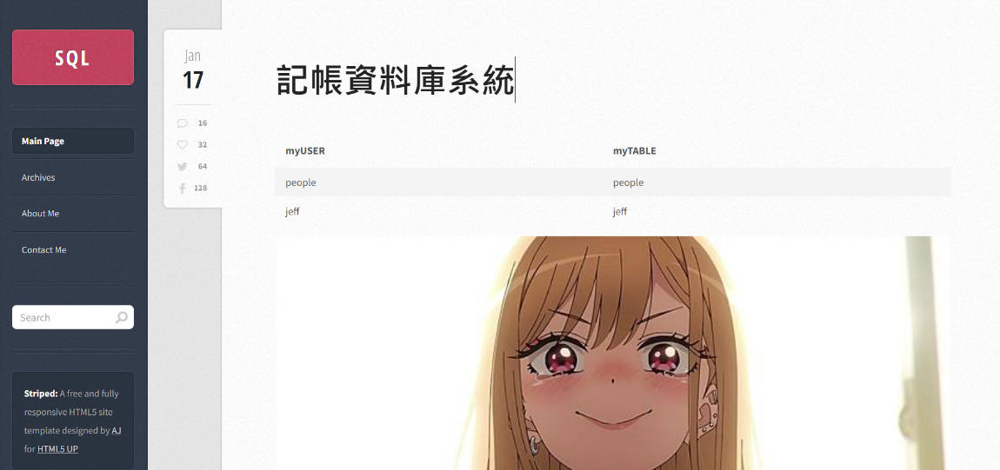 SQL
Main Page
Archives
About Me
Contact Me
Search
Striped: A free and fully
responsive HTML5 site
template designed by AJ
for HTML5 UP
Jan
17
16
32
64
128
記帳資料庫系統
myUSER myTABLE
people people
jeff jeff